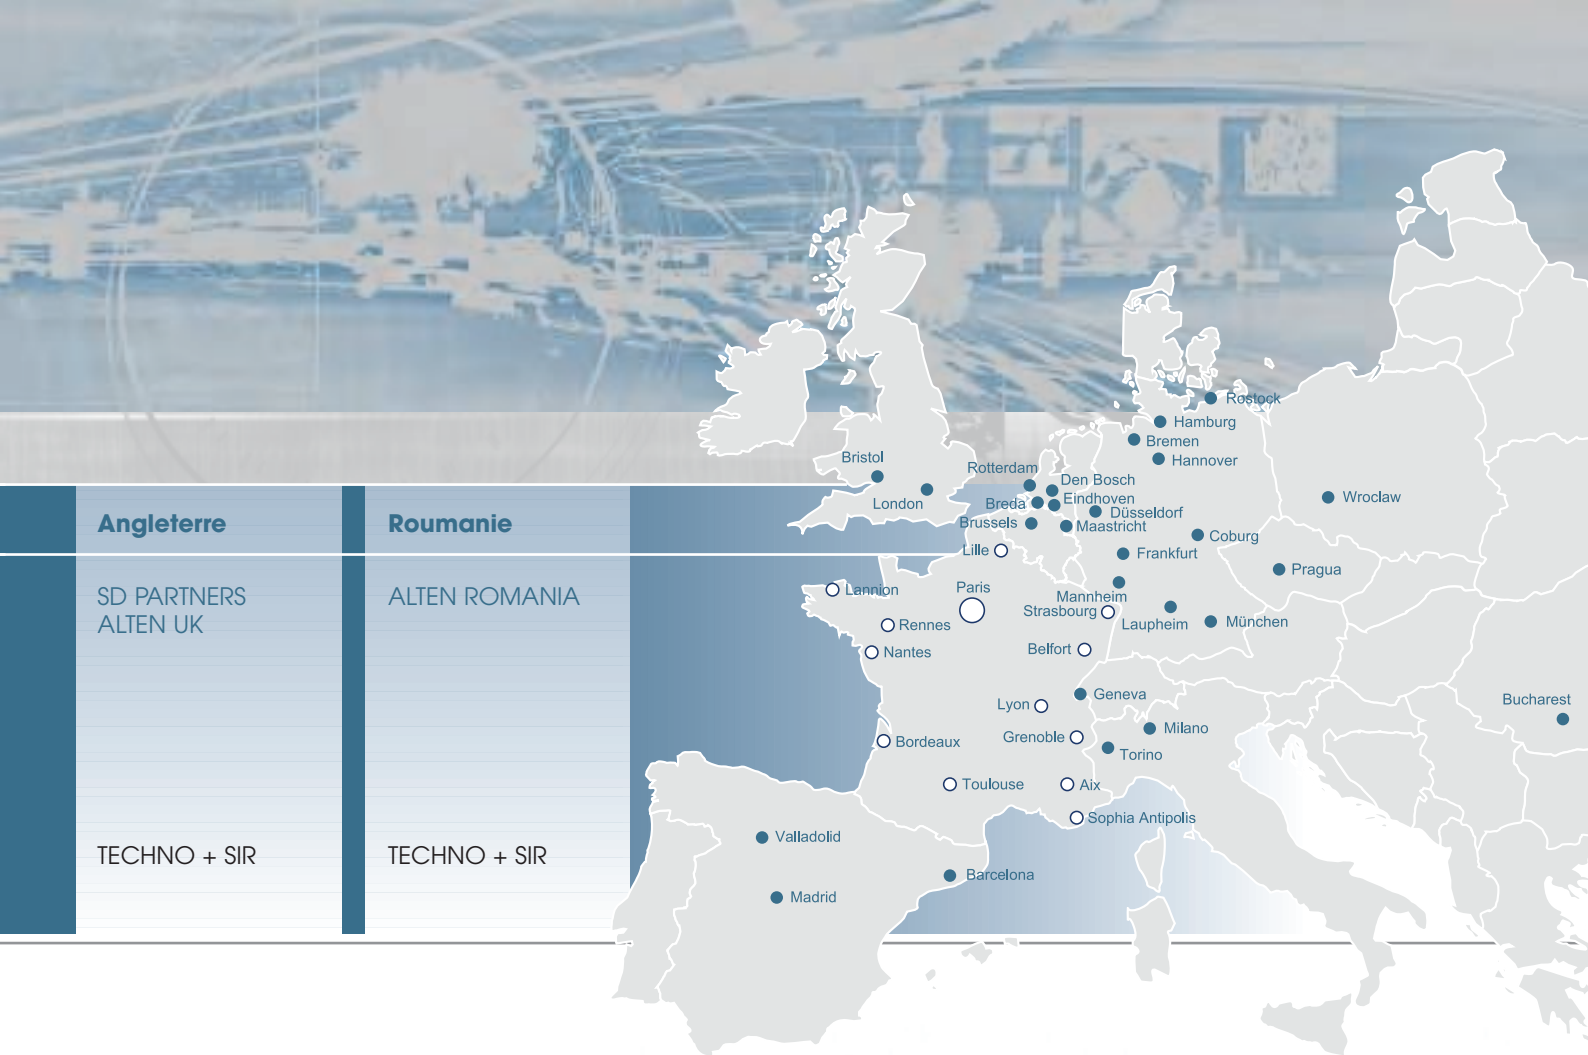 Angleterre
SD PARTNERS
ALTEN UK
TECHNO + SIR
Roumanie
ALTEN ROMANIA
TECHNO + SIR
Rostock
Hamburg
Bremen
Hannover
Bristol
London
Rotterdam
Den Bosch
Breda
Eindhoven
Düsseldorf
Brussels
Maastricht
Wroclaw
Coburg
Lille
Frankfurt
Pragua
Lannion
Paris
Mannheim
Strasbourg
Rennes
Laupheim
München
Nantes
Belfort
Geneva
Lyon
Bucharest
Bordeaux
Grenoble
Milano
Torino
Toulouse
Aix
Sophia Antipolis
Valladolid
Barcelona
Madrid